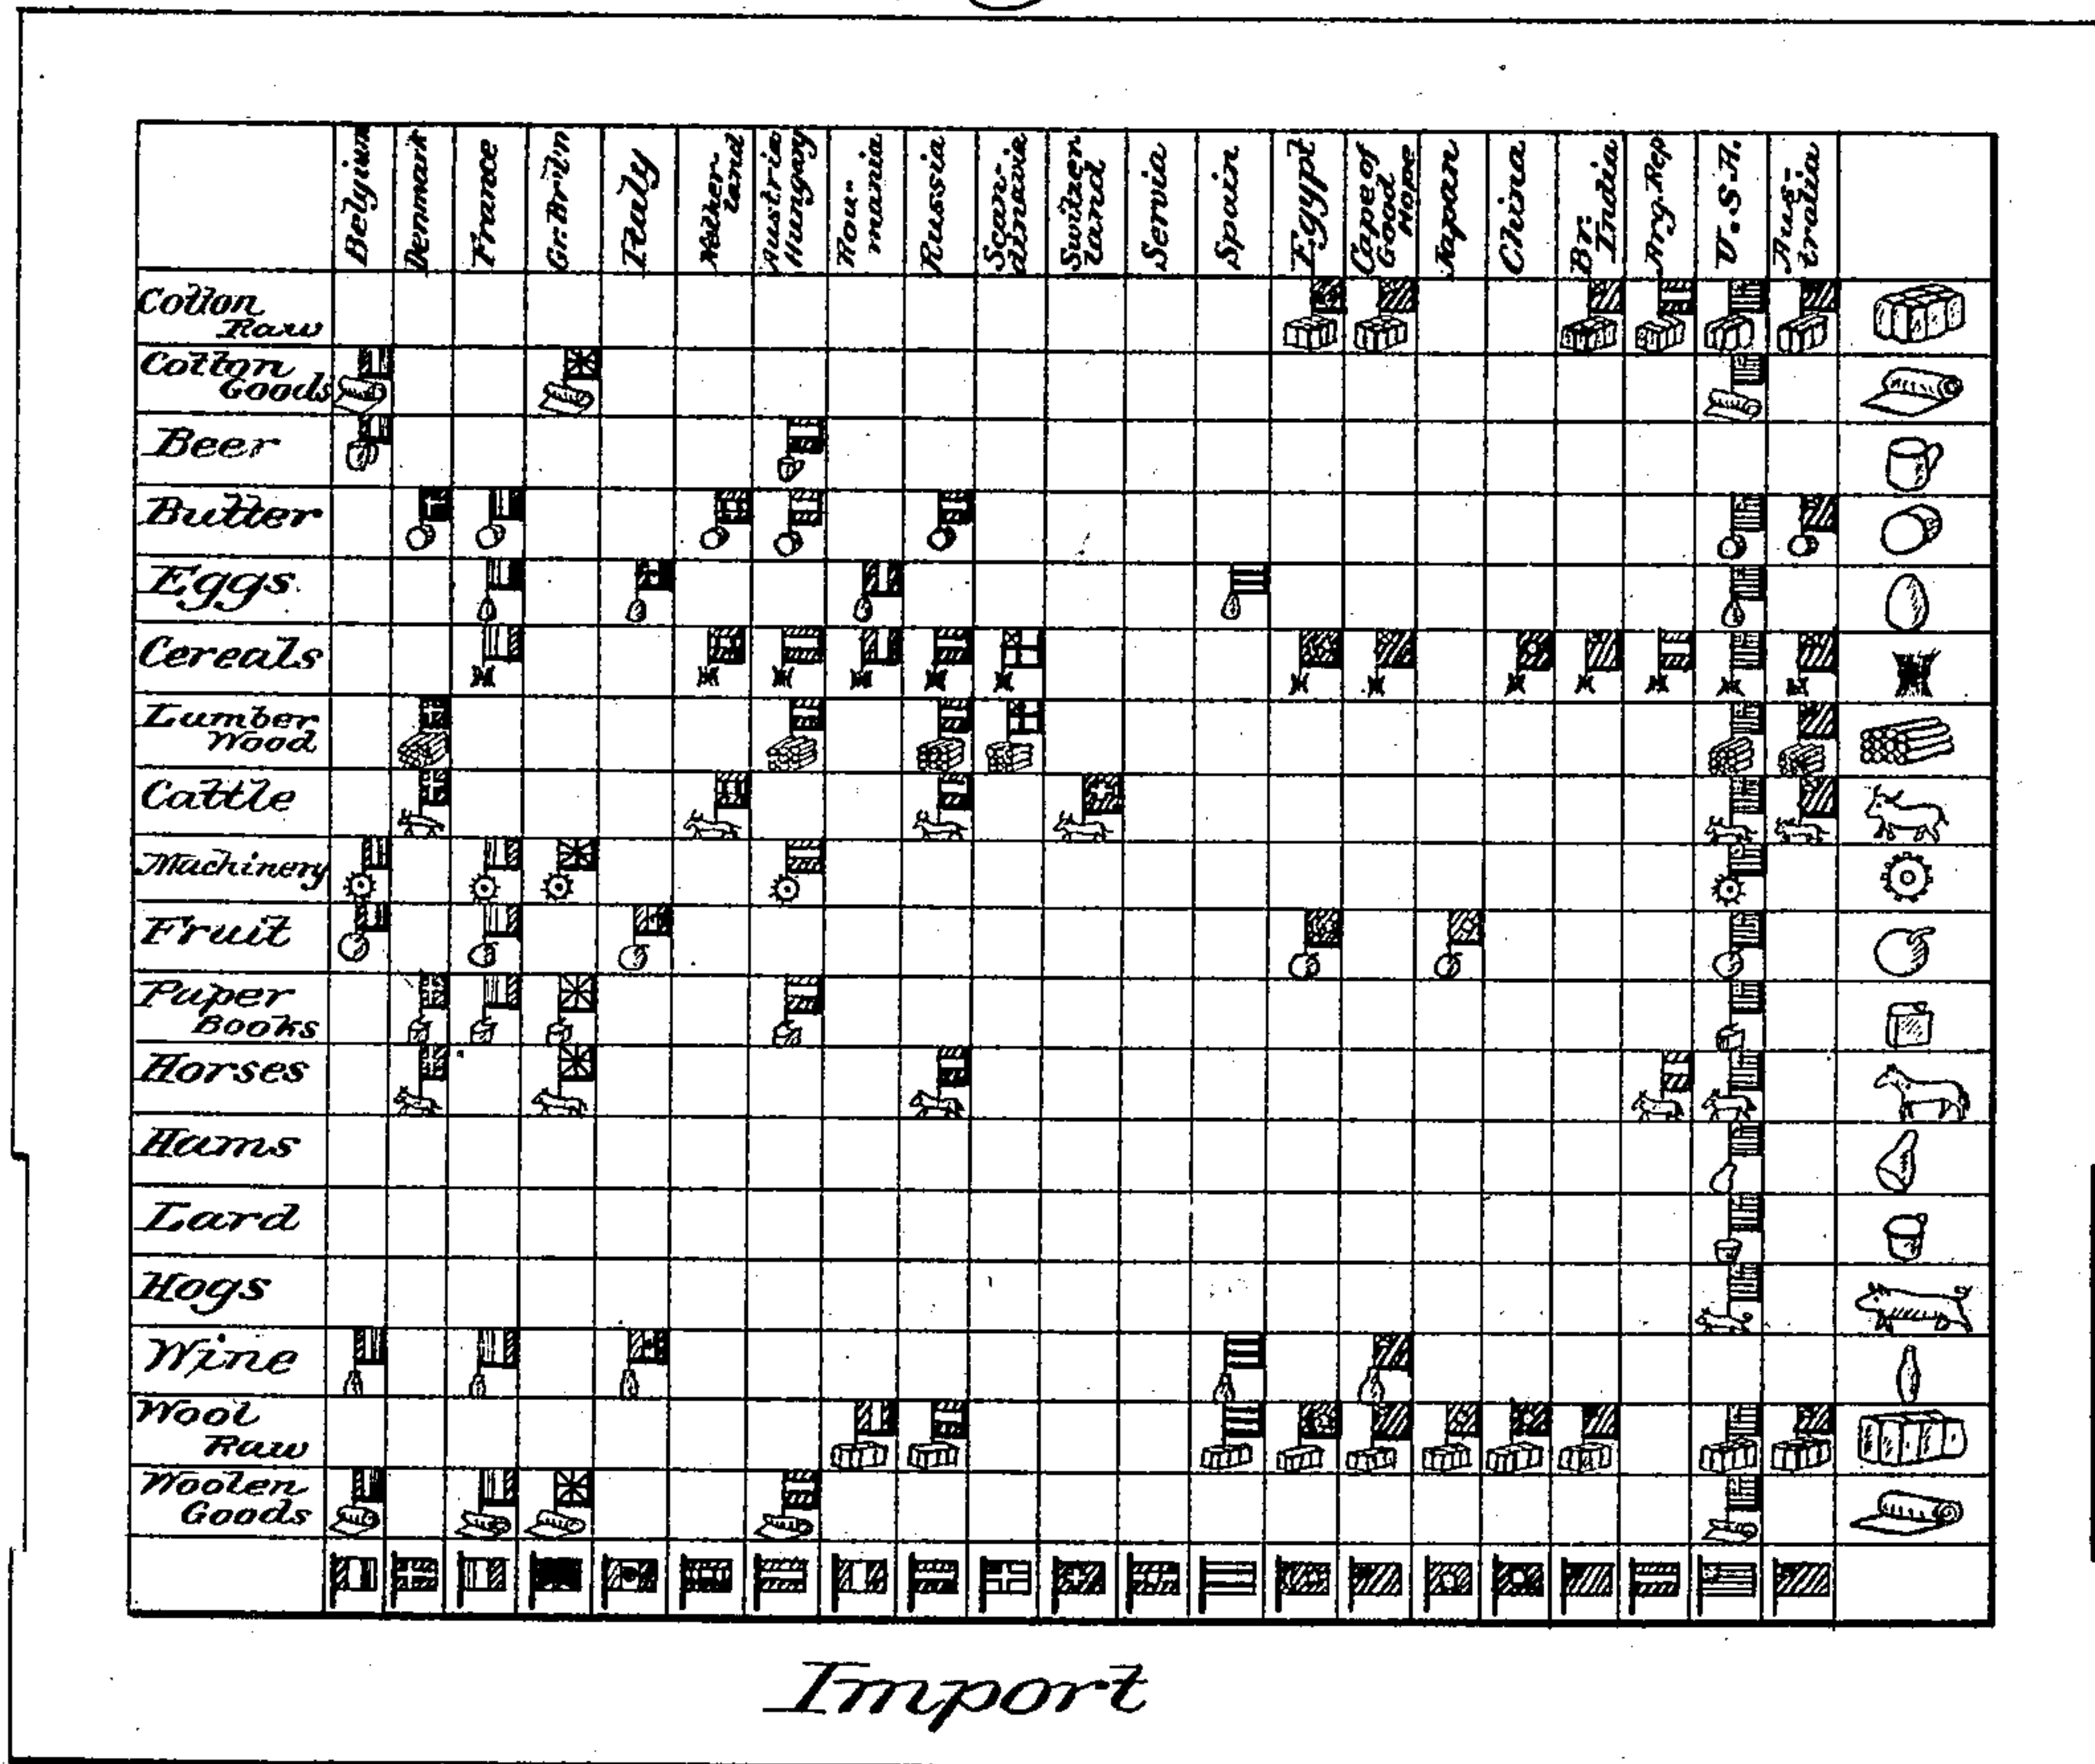 Belgium
Denmark
France
Gr. Brit'n
Italy
Nether-
land
Austria
Hungary
Rou-
mania
Russia
Scan-
dinavia
Switzer
land
Servia
Spain
Egypt
Cape of
Good
Hope
Japan
China
Br:
India
Arg. Rep
U.S.A.
Aus-
tralia
Cotton
Raw
Cotton
Goods
Beer
Butter
Eggs.
Cereals
Lumber
Wood
Cattle
Machinery
Fruit
Paper
Books
Horses
Hams
Lard
Hogs
Wine
Wool
Raw
Woolen
Goods
Import